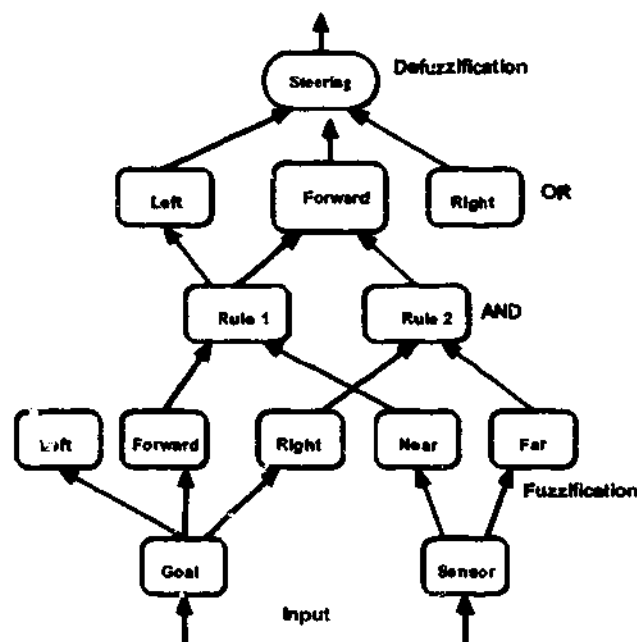 Defuzzification
Steering
Left
Forward
Right
OR
Rule 1
Rule 2
AND
Left
Forward
Right
Near
Far
Fuzzification
Goal
Sensor
Input